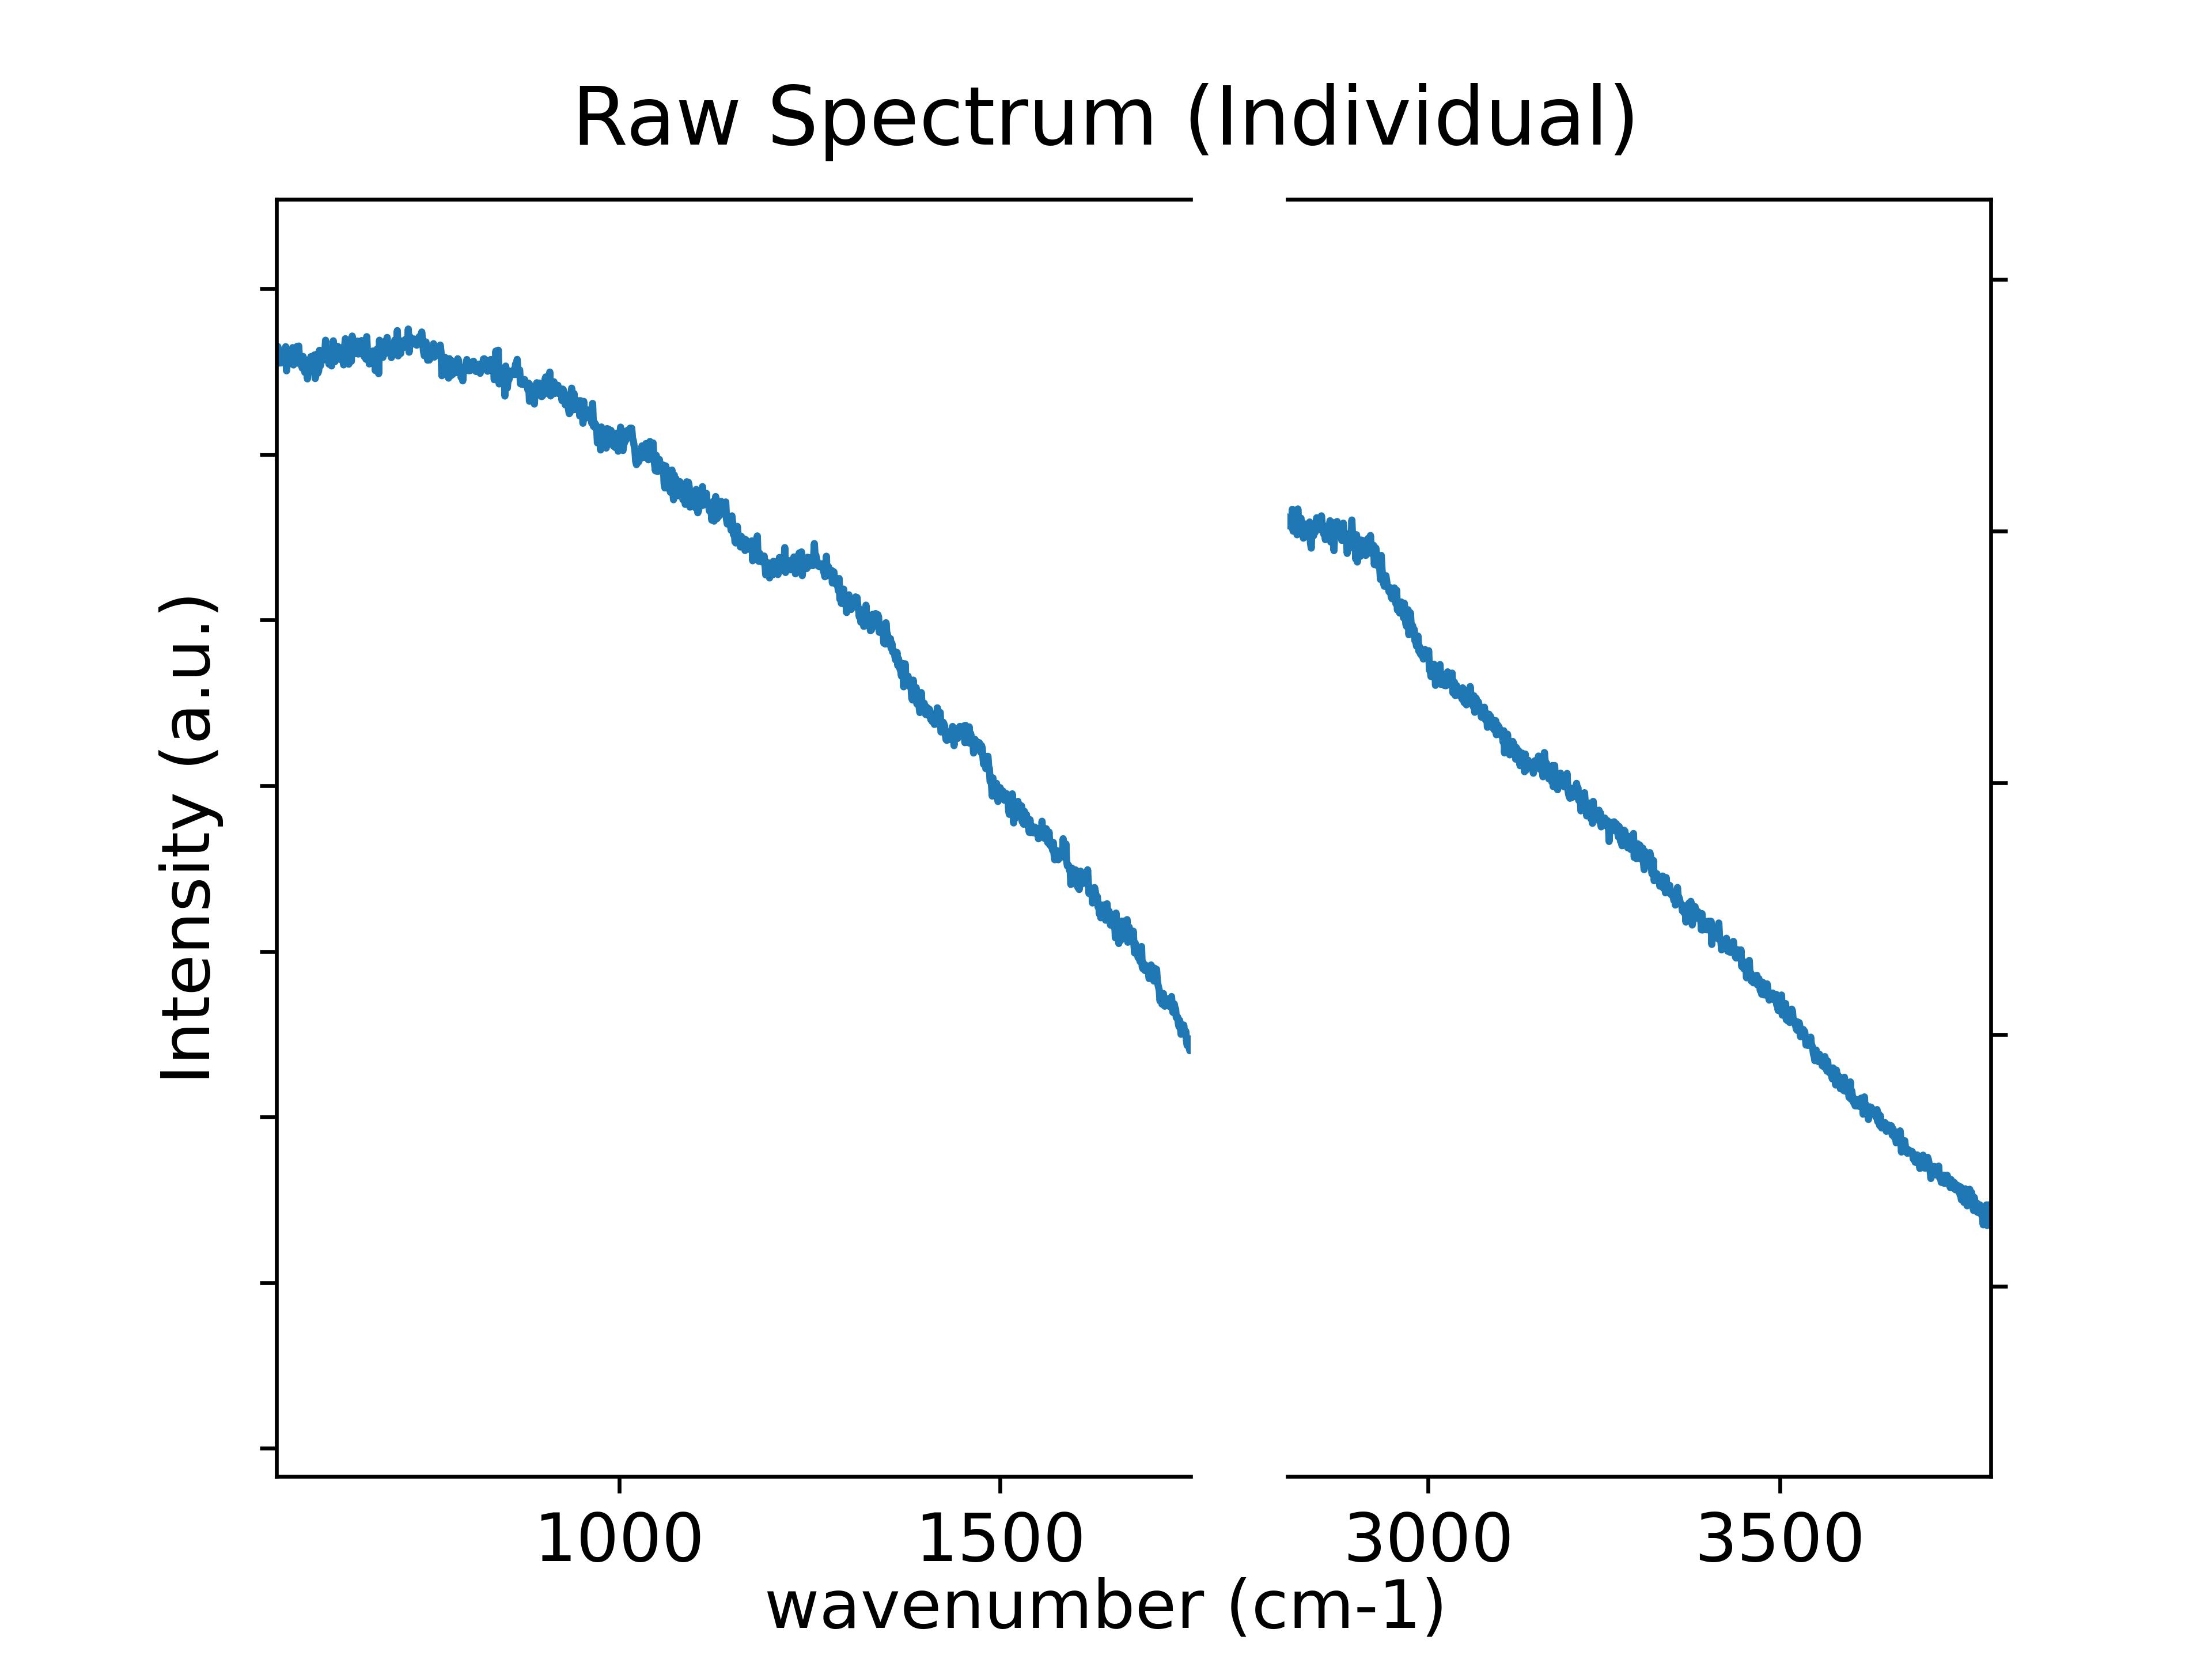 Raw Spectrum (Individual)
Intensity (a.u.)
1000 1500 3000 3500
wavenumber (cm-1)